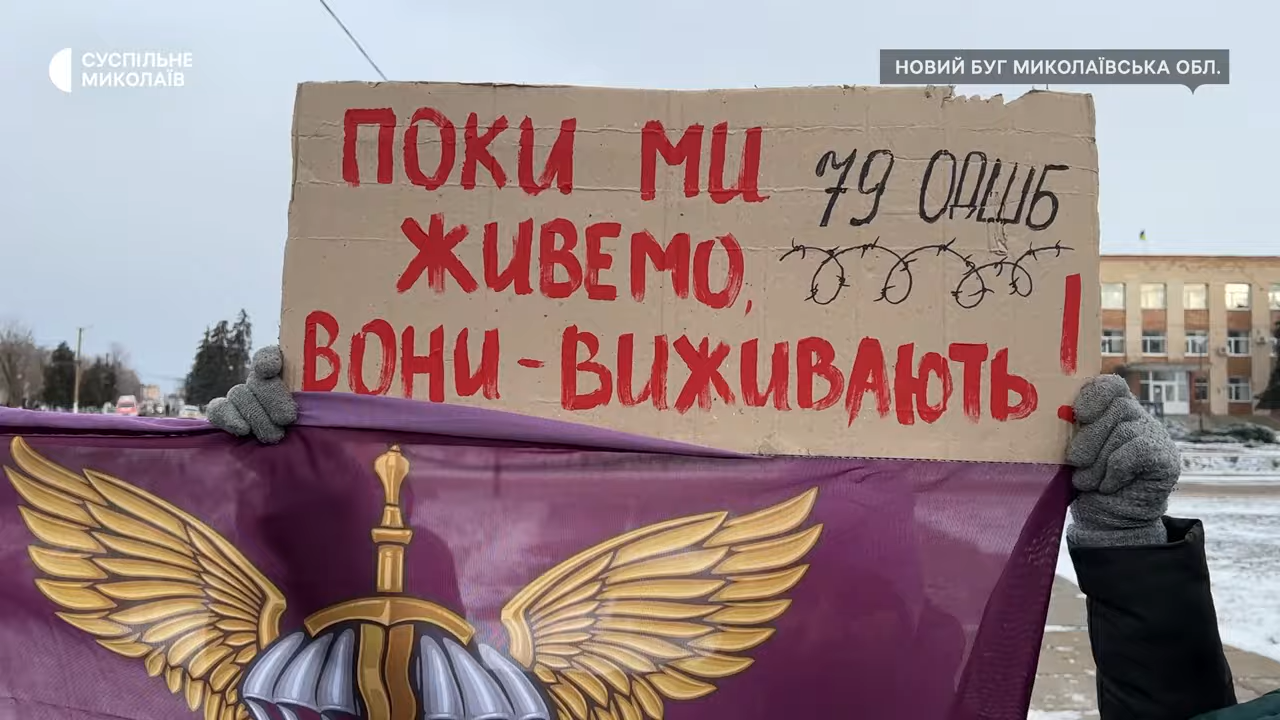 СУСПІЛЬНЕ
МИКОЛАЇВ
НОВИЙ БУГ МИКОЛАЇВСЬКА ОБЛ.
ПОКИ МИ
79 ОДШБ
ЖИВЕМО,
ВОНИ - ВИЖИВАЮТЬ!